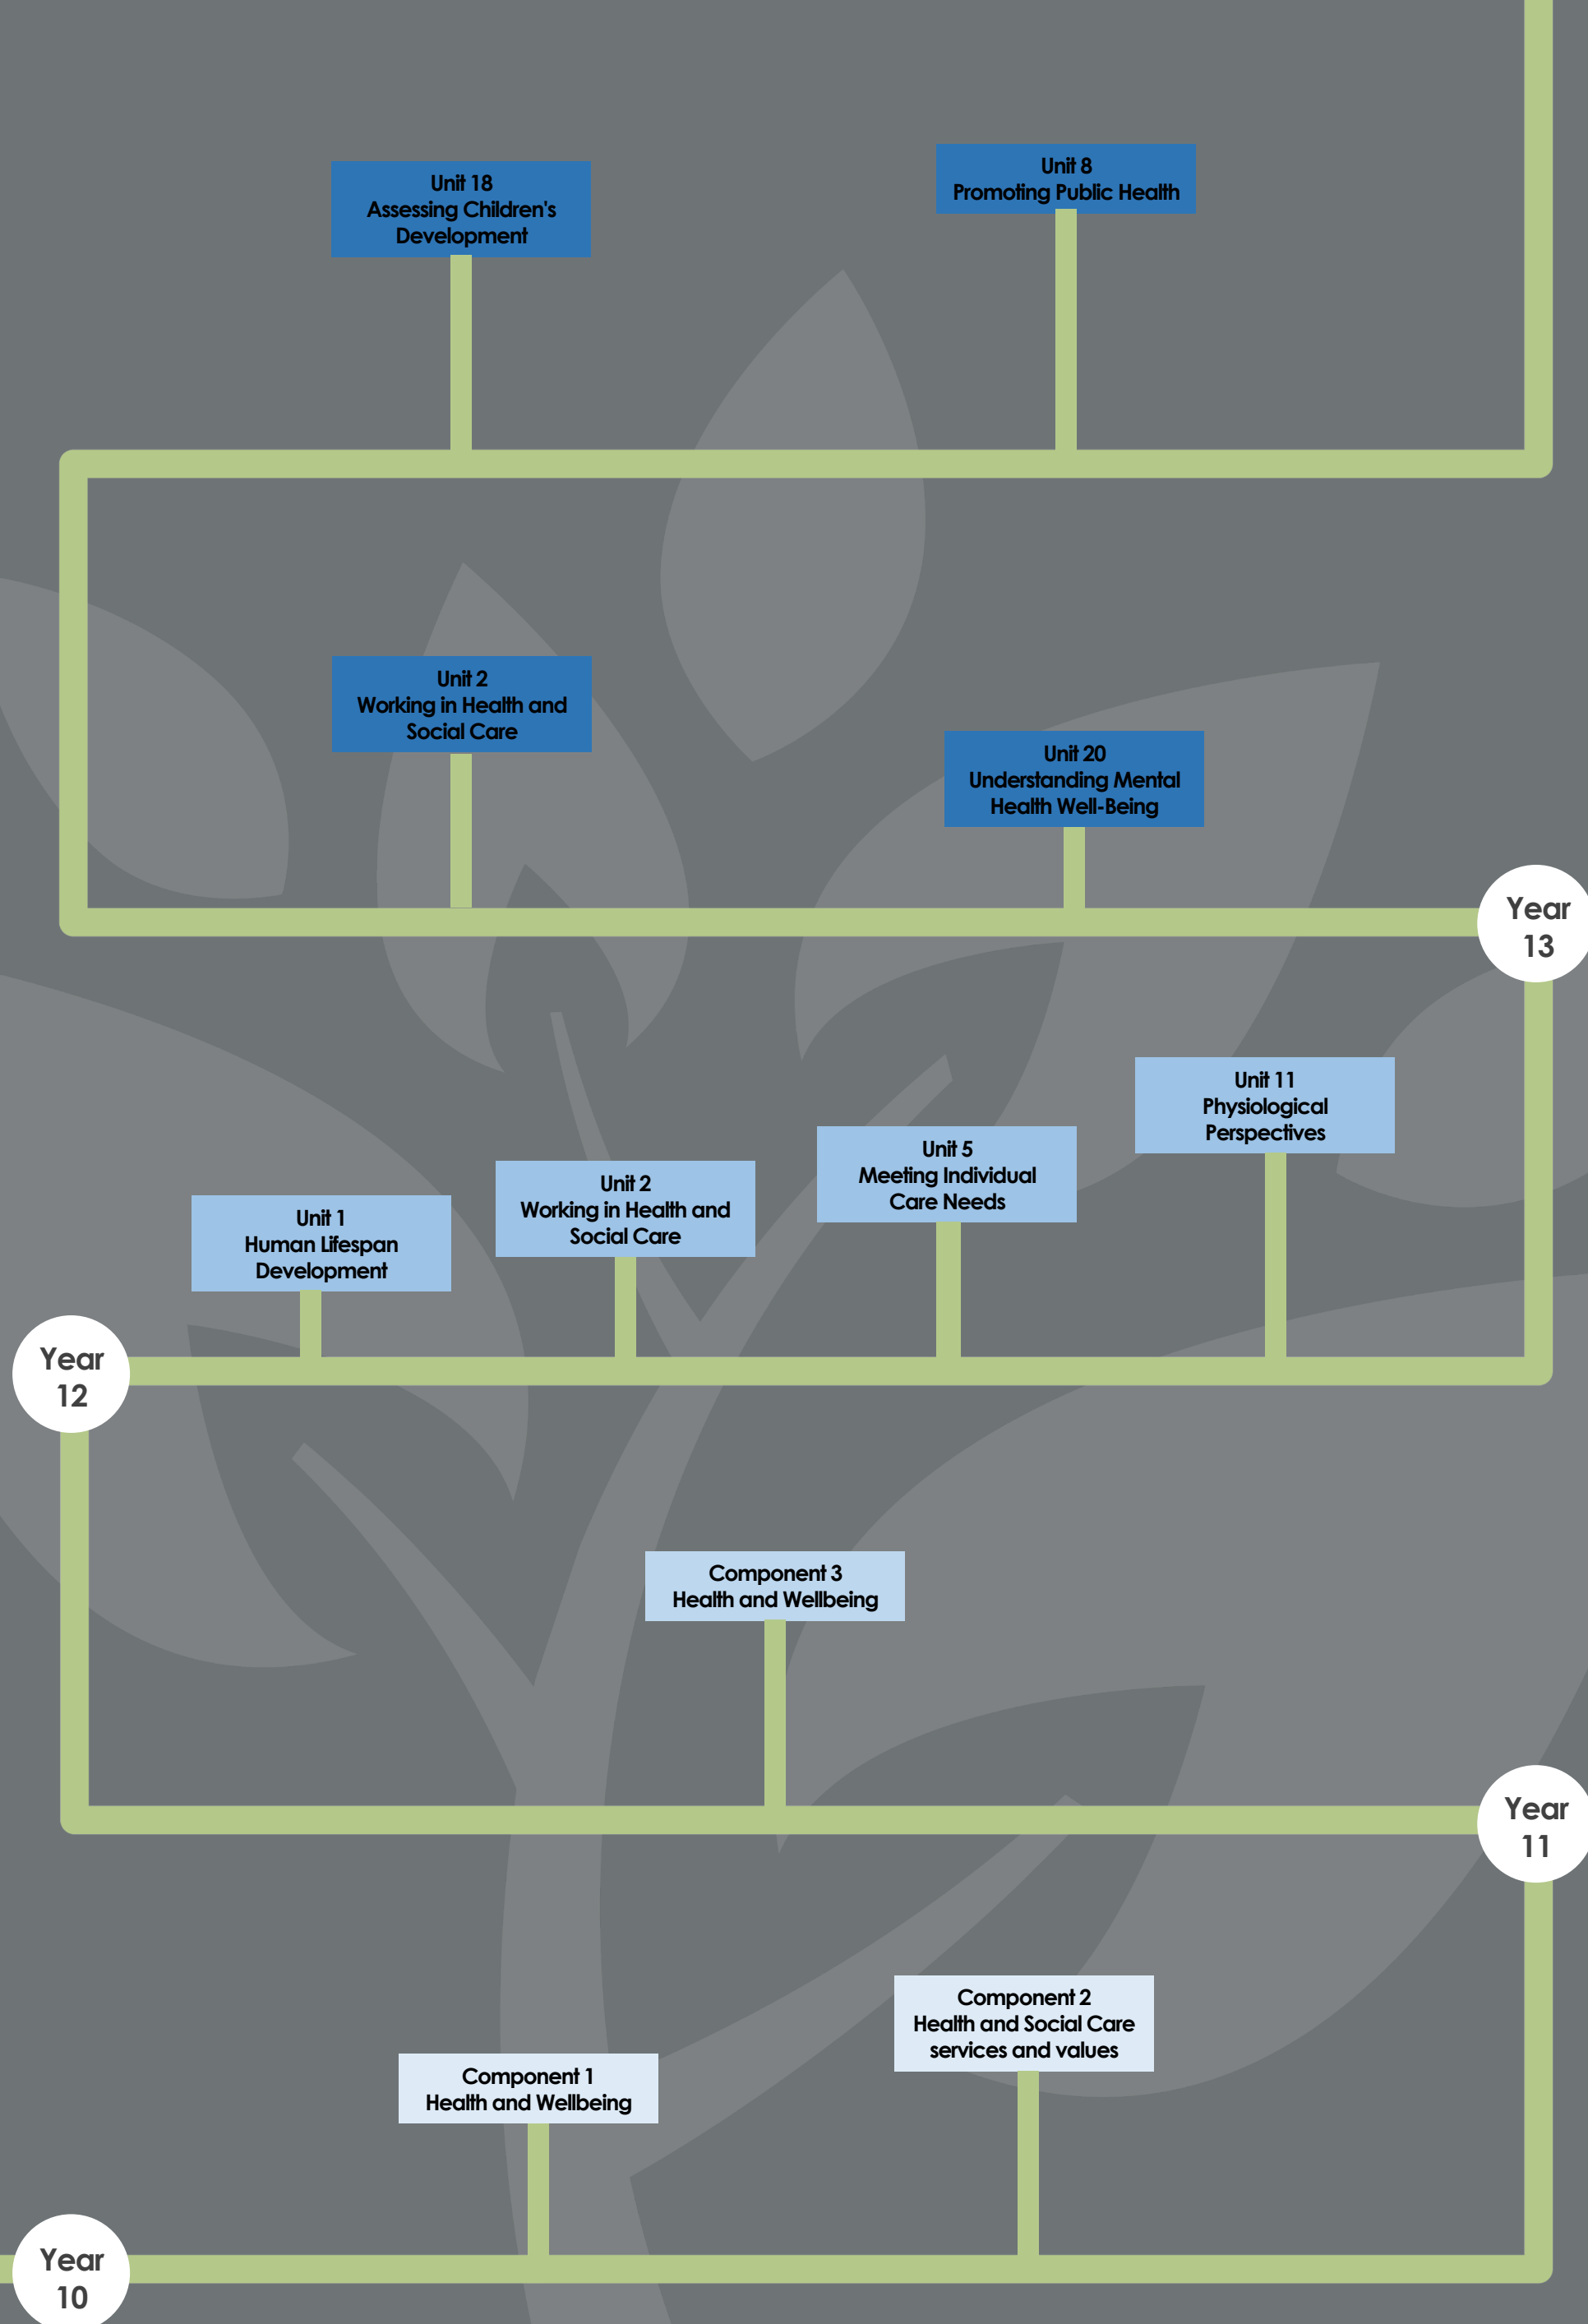 Unit 18
Assessing Children's
Development
Unit 8
Promoting Public Health
Unit 2
Working in Health and
Social Care
Unit 20
Understanding Mental
Health Well-Being
Year
13
Unit 11
Physiological
Perspectives
Unit 5
Meeting Individual
Care Needs
Unit 2
Working in Health and
Social Care
Unit 1
Human Lifespan
Development
Year
12
Component 3
Health and Wellbeing
Year
11
Component 2
Health and Social Care
services and values
Component 1
Health and Wellbeing
Year
10